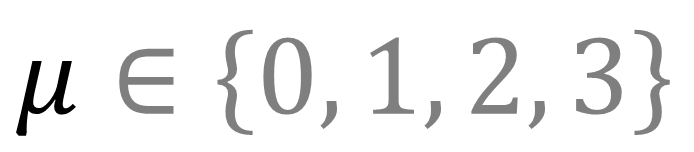 μ ∈ {0, 1, 2, 3}